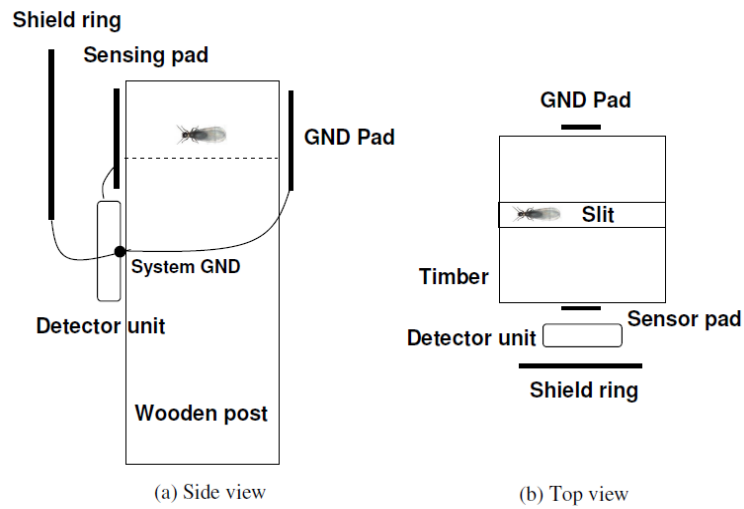 Shield ring
Sensing pad
GND Pad
System GND
Detector unit
Wooden post
(a) Side view
GND Pad
Slit
Timber
Sensor pad
Detector unit
Shield ring
(b) Top view